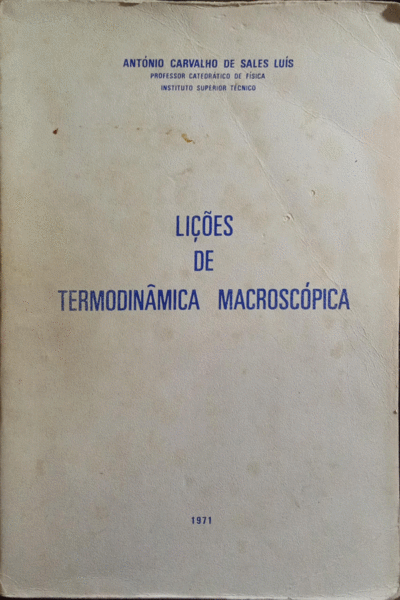 ANTÓNIO CARVALHO DE SALES LUÍS
PROFESSOR CATEDRÁTICO DE FÍSICA
INSTITUTO SUPERIOR TÉCNICO
LIÇÕES
DE
TERMODINÂMICA MACROSCÓPICA
1971